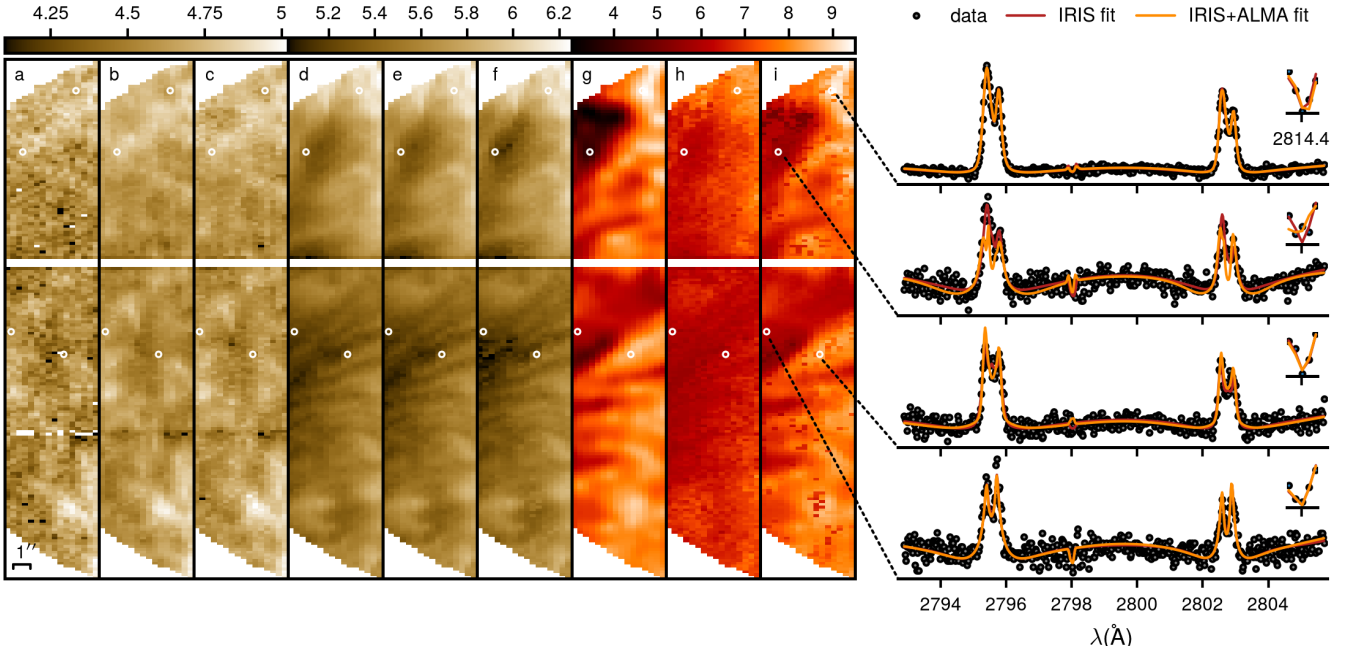 4.25 4.5 4.75 5 5.2 5.4 5.6 5.8 6 6.2 4 5 6 7 8 9
data IRIS fit IRIS+ALMA fit
a b c d e f g h i
2814.4
1′′
2794 2796 2798 2800 2802 2804
λ(Å)